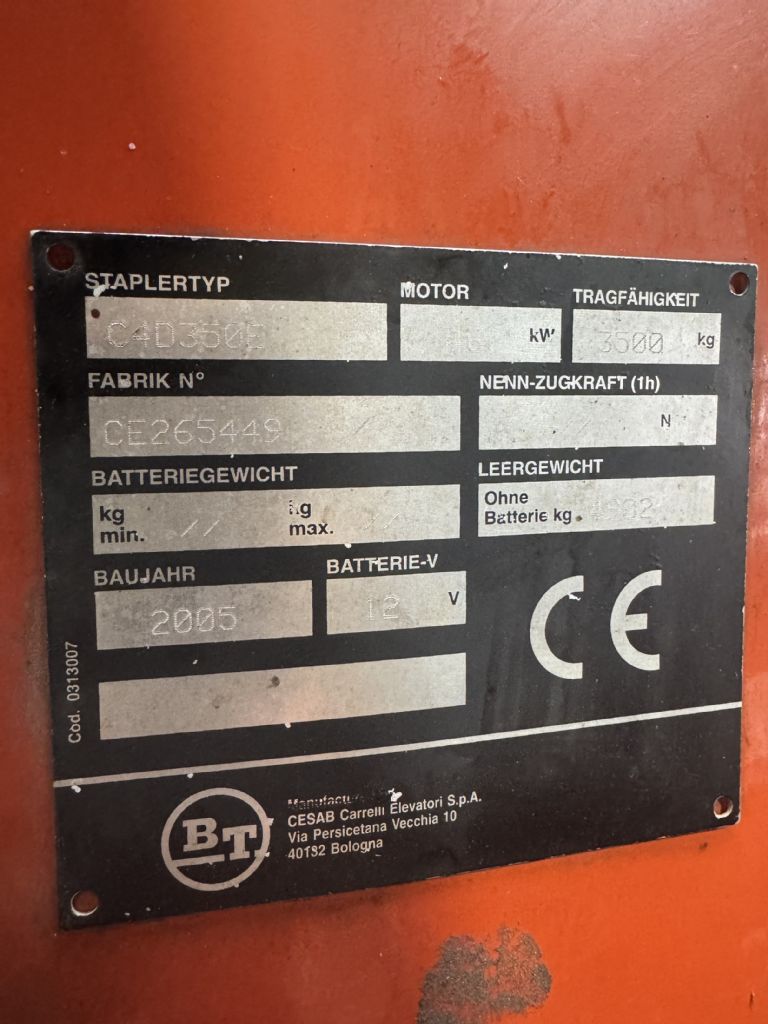 STAPLERTYP
C4D350E
MOTOR
kW
TRAGFÄHIGKEIT
3500 kg
FABRIK N°
CE265449
NENN-ZUGKRAFT (1h)
N
BATTERIEGEWICHT
kg min. //
kg max. //
LEERGEWICHT
Ohne
Batterie kg
BAUJAHR
2005
BATTERIE-V
12 V
CE
Cod. 0313007
BT
CESAB Carrelli Elevatori S.p.A.
Via Persicetana Vecchia 10
40132 Bologna